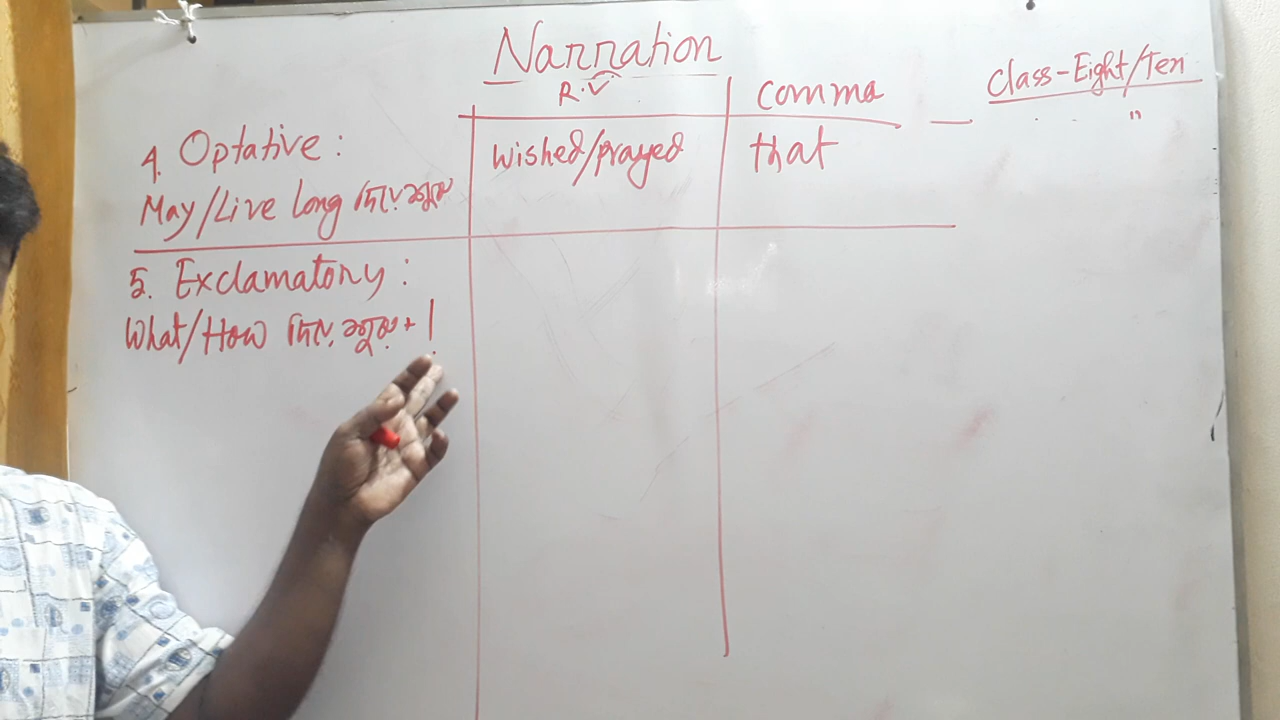 Narration
Class-Eight/Ten
R.V
Comma
"
4. Optative :
wished/prayed
that
May/Live long দিয়ে শুরু
5. Exclamatory :
What/How দিয়ে শুরু + !